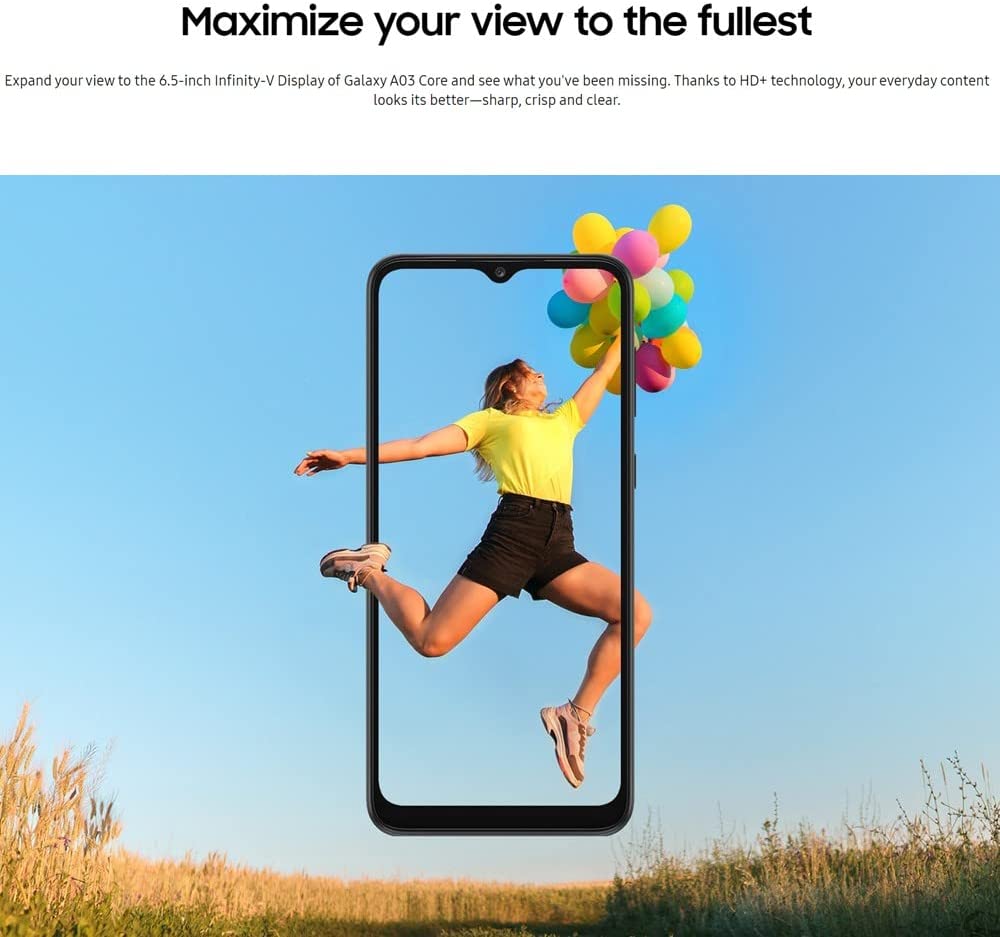 Maximize your view to the fullest
Expand your view to the 6.5-inch Infinity-V Display of Galaxy A03 Core and see what you've been missing. Thanks to HD+ technology, your everyday content
looks its better—sharp, crisp and clear.